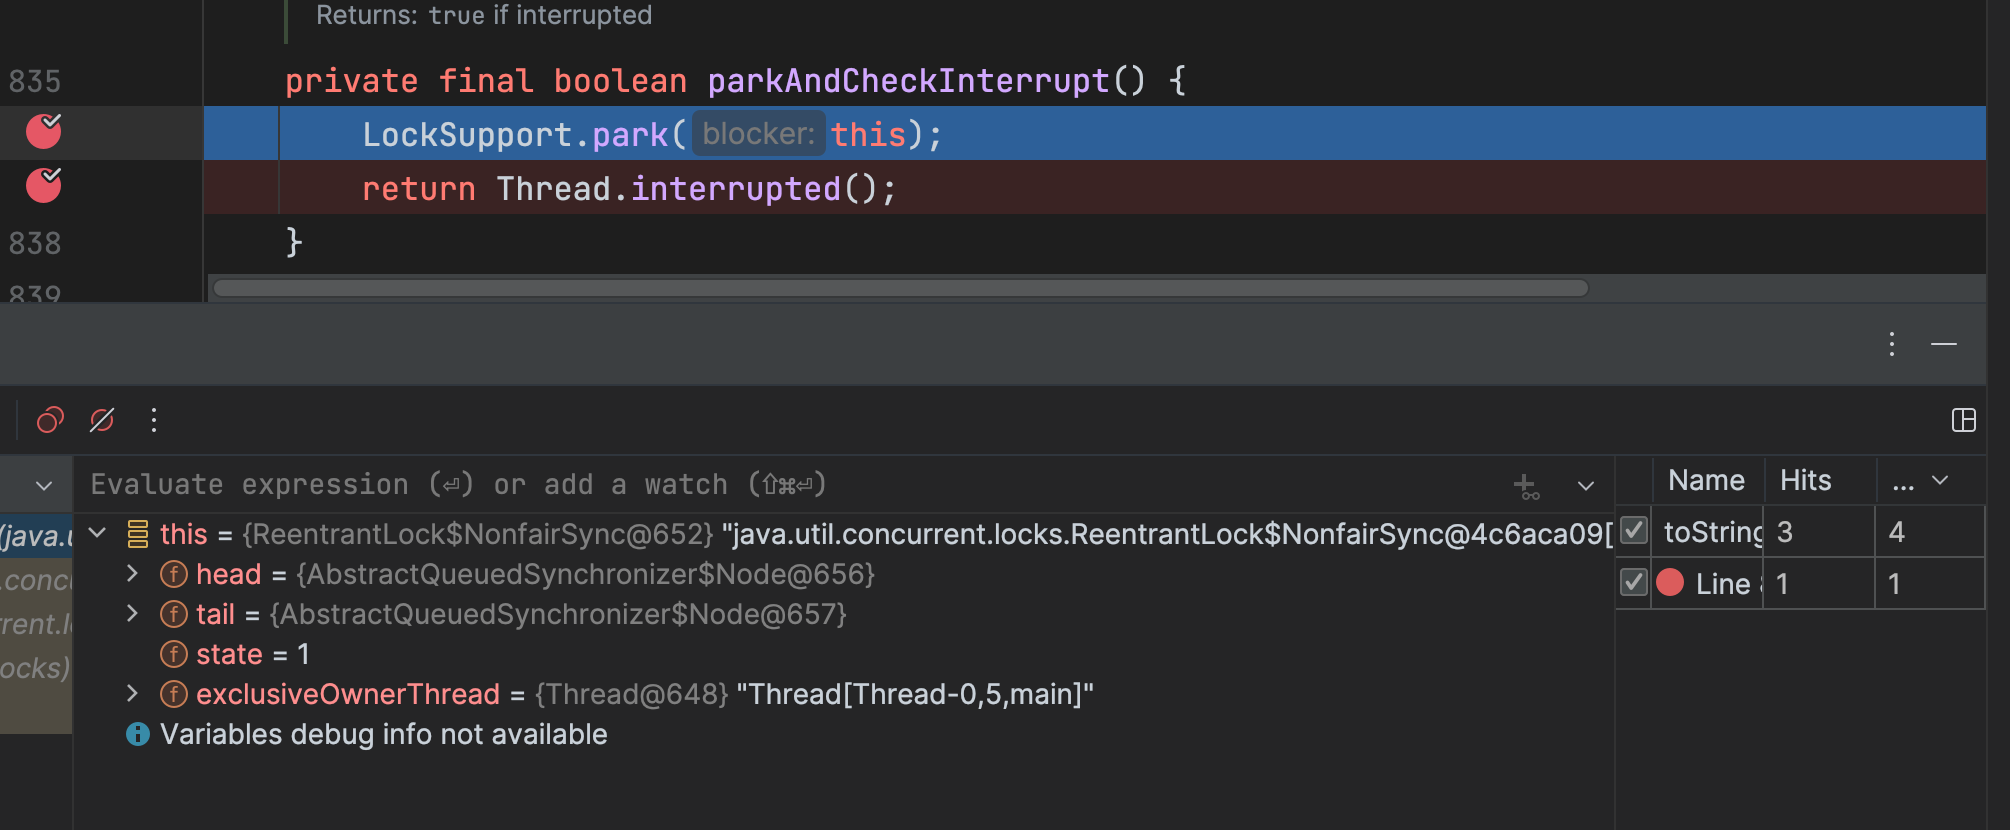 Returns: true if interrupted
835 private final boolean parkAndCheckInterrupt() {
LockSupport.park( blocker: this);
return Thread.interrupted();
838 }
839
Evaluate expression (⏎) or add a watch (⇧⌘⏎)
Name Hits ...
(java.u
.concu
rrent.lo
ocks)
this = {ReentrantLock$NonfairSync@652} "java.util.concurrent.locks.ReentrantLock$NonfairSync@4c6aca09[
head = {AbstractQueuedSynchronizer$Node@656}
tail = {AbstractQueuedSynchronizer$Node@657}
state = 1
exclusiveOwnerThread = {Thread@648} "Thread[Thread-0,5,main]"
Variables debug info not available
toString 3 4
Line 1 1